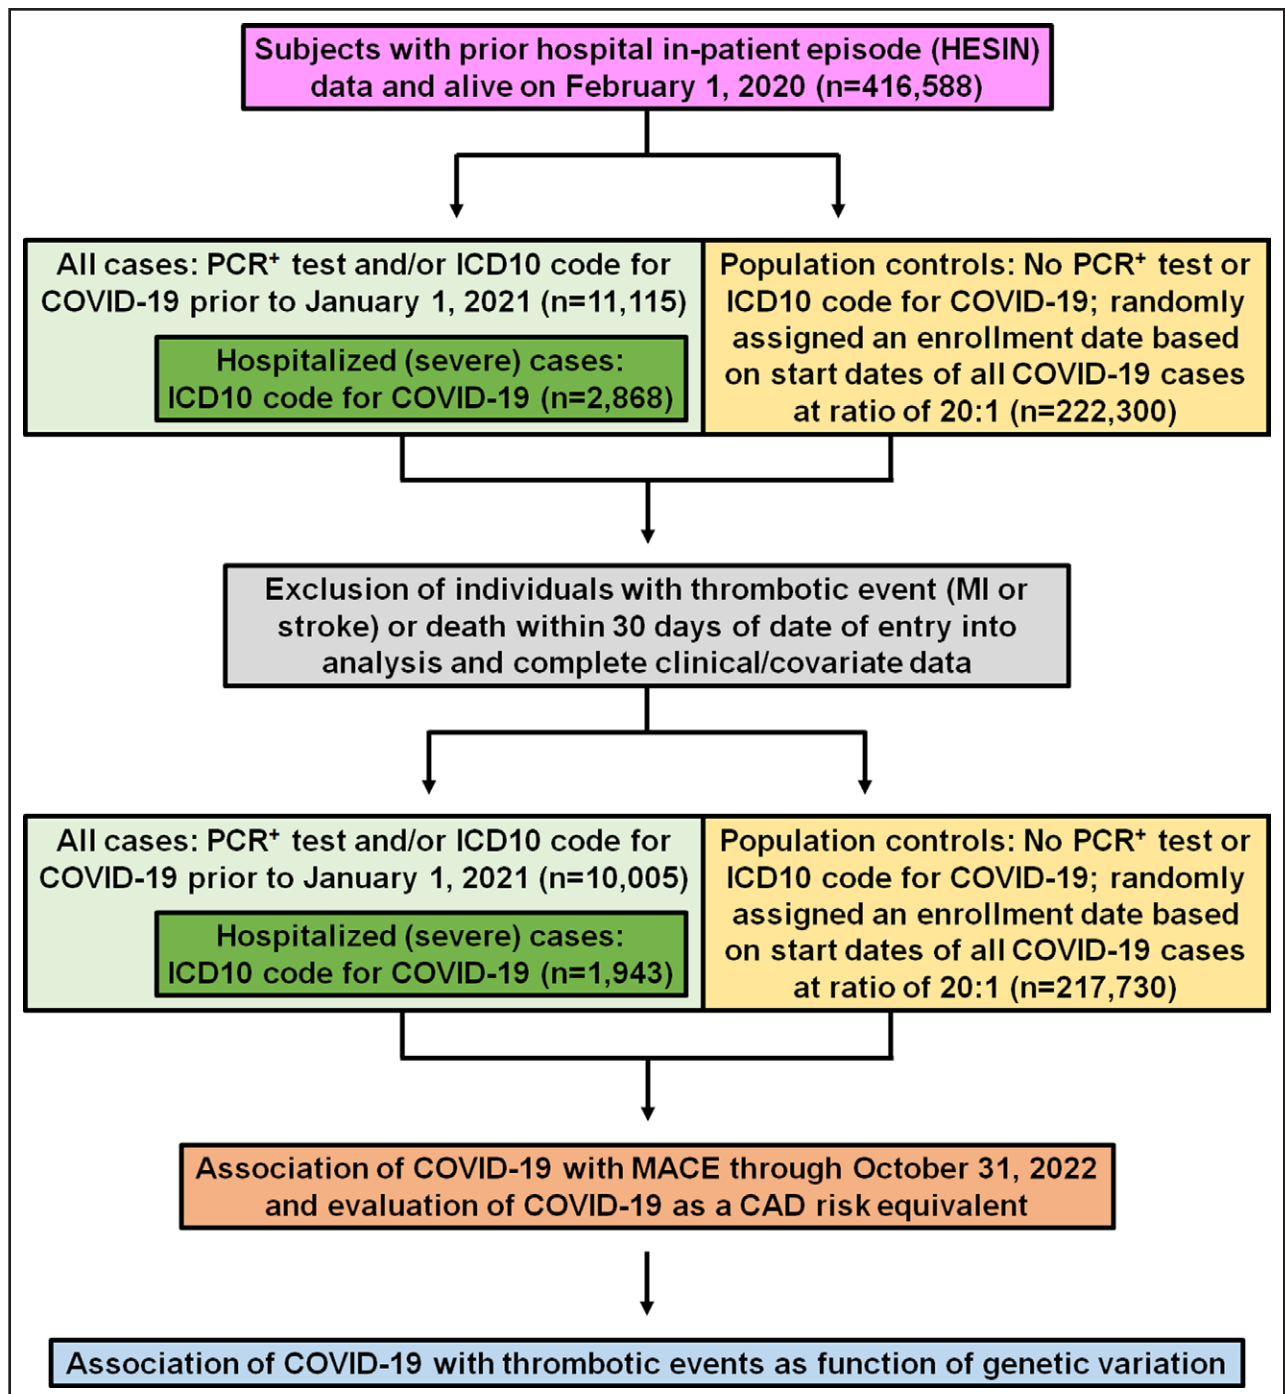 Subjects with prior hospital in-patient episode (HESIN)
data and alive on February 1, 2020 (n=416,588)
All cases: PCR+ test and/or ICD10 code for
COVID-19 prior to January 1, 2021 (n=11,115)
Hospitalized (severe) cases:
ICD10 code for COVID-19 (n=2,868)
Population controls: No PCR+ test or
ICD10 code for COVID-19; randomly
assigned an enrollment date based
on start dates of all COVID-19 cases
at ratio of 20:1 (n=222,300)
Exclusion of individuals with thrombotic event (MI or
stroke) or death within 30 days of date of entry into
analysis and complete clinical/covariate data
All cases: PCR+ test and/or ICD10 code for
COVID-19 prior to January 1, 2021 (n=10,005)
Hospitalized (severe) cases:
ICD10 code for COVID-19 (n=1,943)
Population controls: No PCR+ test or
ICD10 code for COVID-19; randomly
assigned an enrollment date based
on start dates of all COVID-19 cases
at ratio of 20:1 (n=217,730)
Association of COVID-19 with MACE through October 31, 2022
and evaluation of COVID-19 as a CAD risk equivalent
Association of COVID-19 with thrombotic events as function of genetic variation